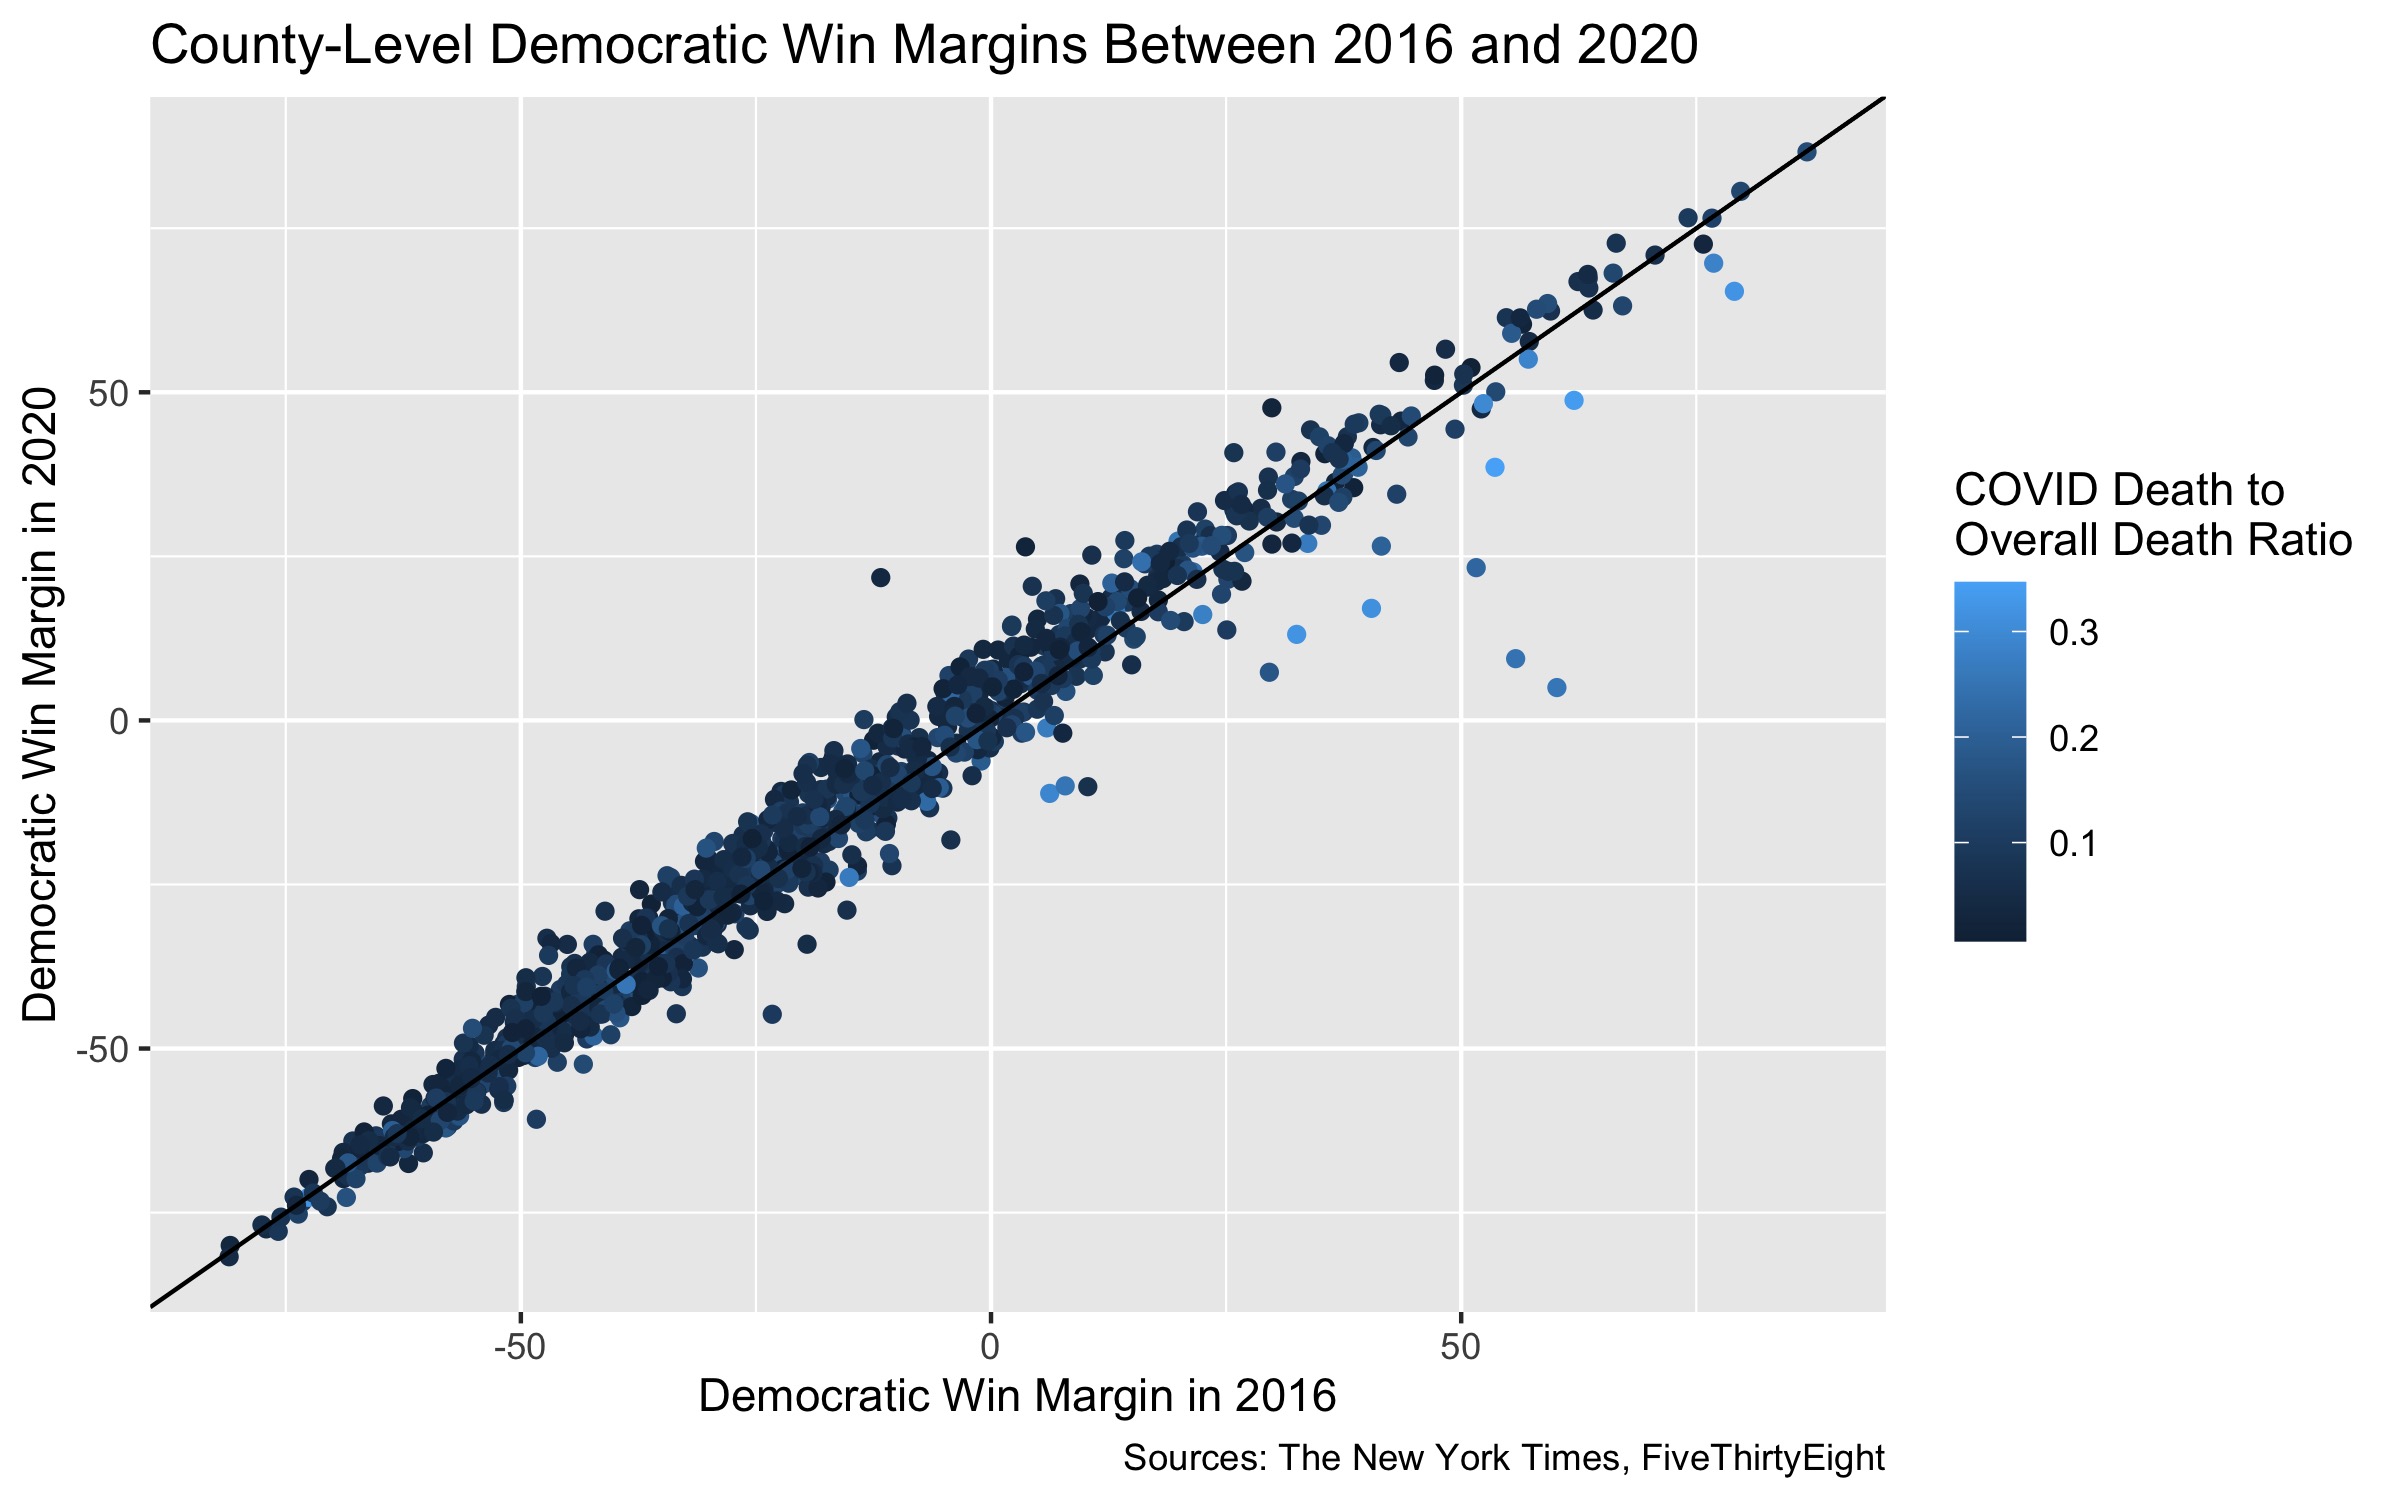 County-Level Democratic Win Margins Between 2016 and 2020
Democratic Win Margin in 2020
50
0
-50
-50
0
50
Democratic Win Margin in 2016
COVID Death to
Overall Death Ratio
0.3
0.2
0.1
Sources: The New York Times, FiveThirtyEight